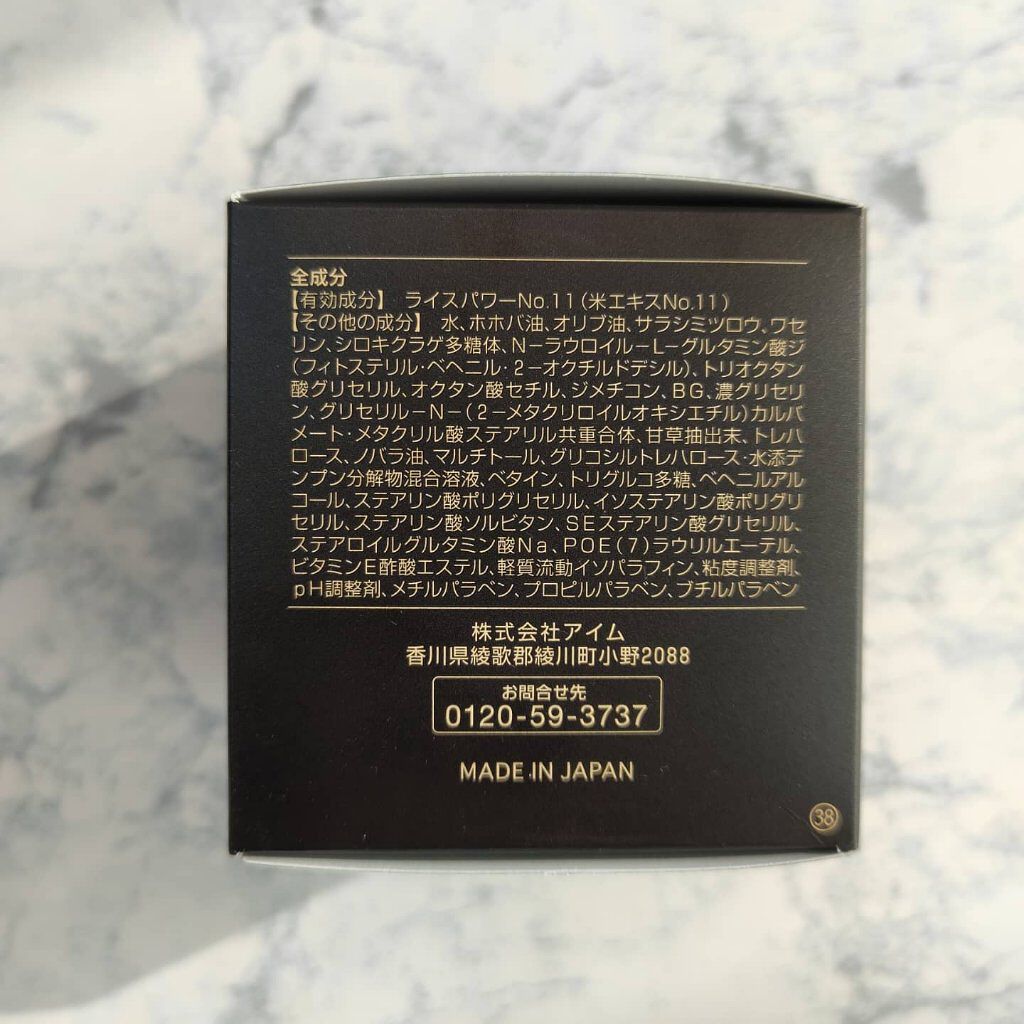 全成分
【有効成分】 ライスパワーNo.11(米エキスNo.11)
【その他の成分】 水、ホホバ油、オリブ油、サラシミツロウ、ワセ
リン、シロキクラゲ多糖体、N-ラウロイル-L-グルタミン酸ジ
(フィトステリル・ベヘニル・2-オクチルドデシル)、トリオクタン
酸グリセリル、オクタン酸セチル、ジメチコン、BG、濃グリセリ
ン、グリセリル-N-(2-メタクリロイルオキシエチル)カルバ
メート・メタクリル酸ステアリル共重合体、甘草抽出末、トレハ
ロース、ノバラ油、マルチトール、グリコシルトレハロース・水添デ
ンプン分解物混合溶液、ベタイン、トリグルコ多糖、ベヘニルアル
コール、ステアリン酸ポリグリセリル、イソステアリン酸ポリグリ
セリル、ステアリン酸ソルビタン、SEステアリン酸グリセリル、
ステアロイルグルタミン酸Na、POE(7)ラウリルエーテル、
ビタミンE酢酸エステル、軽質流動イソパラフィン、粘度調整剤、
pH調整剤、メチルパラベン、プロピルパラベン、ブチルパラベン
株式会社アイム
香川県綾歌郡綾川町小野2088
お問合せ先
0120-59-3737
MADE IN JAPAN
38